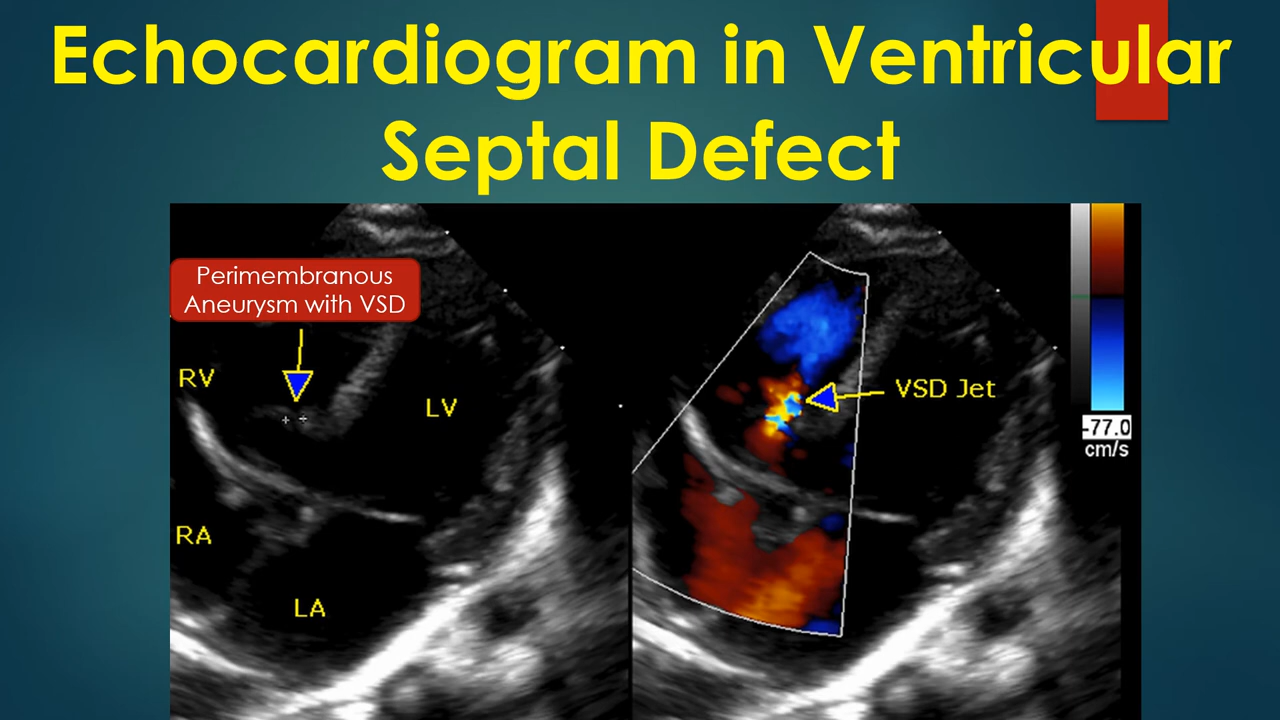 Echocardiogram in Ventricular
Septal Defect
Perimembranous
Aneurysm with VSD
RV
LV
RA
LA
VSD Jet
-77.0
cm/s